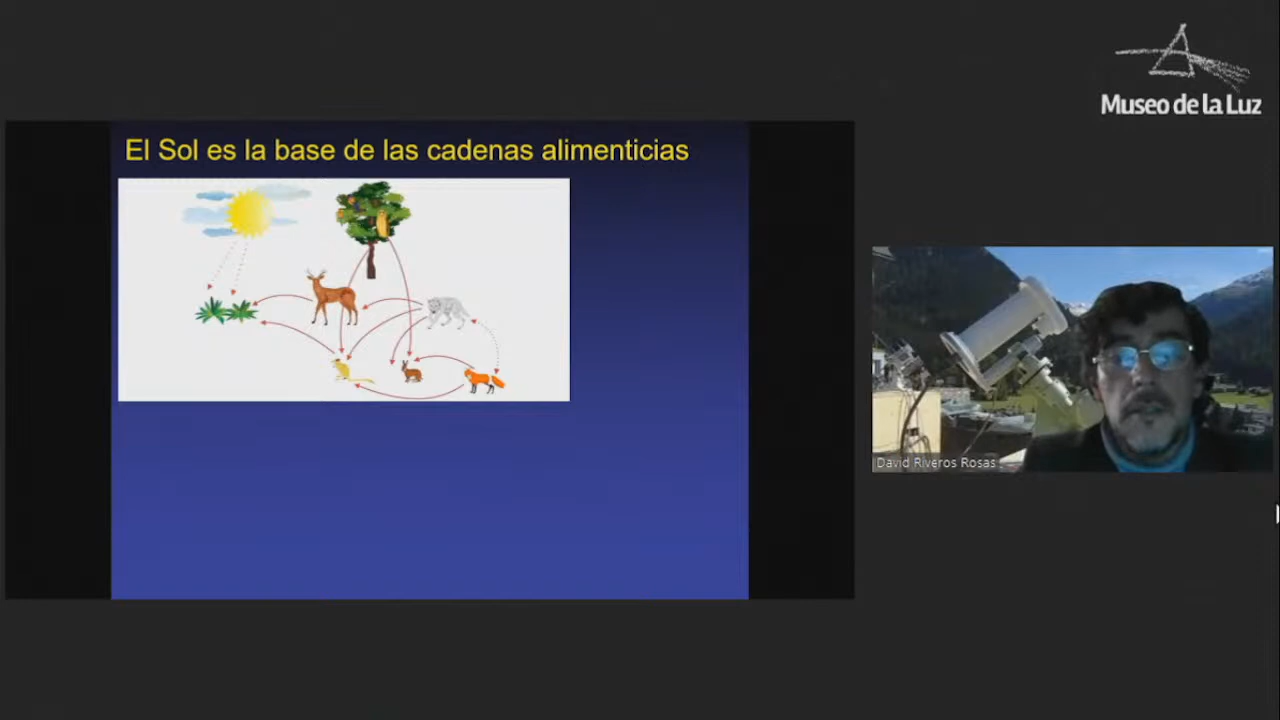 Museo de la Luz
El Sol es la base de las cadenas alimenticias
David Riveros Rosas